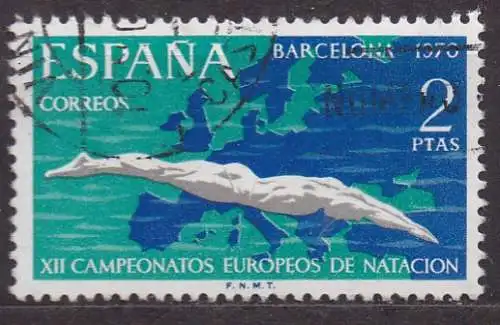 ESPAÑA BARCELONA - 1970
CORREOS 2
PTAS
XII CAMPEONATOS EUROPEOS DE NATACION
F. N. M. T.